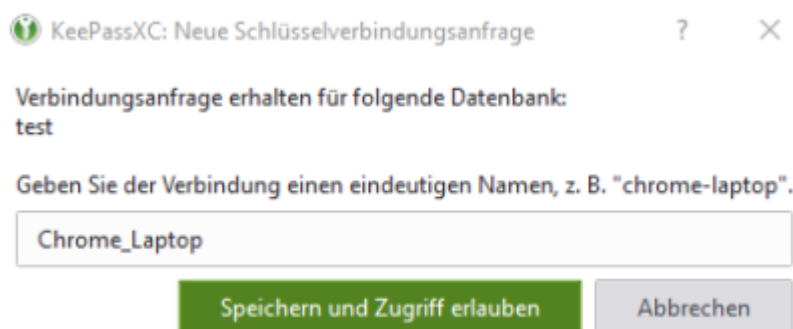 KeePassXC: Neue Schlüsselverbindungsanfrage ?
Verbindungsanfrage erhalten für folgende Datenbank:
test
Geben Sie der Verbindung einen eindeutigen Namen, z. B. "chrome-laptop".
Chrome_Laptop
Speichern und Zugriff erlauben Abbrechen